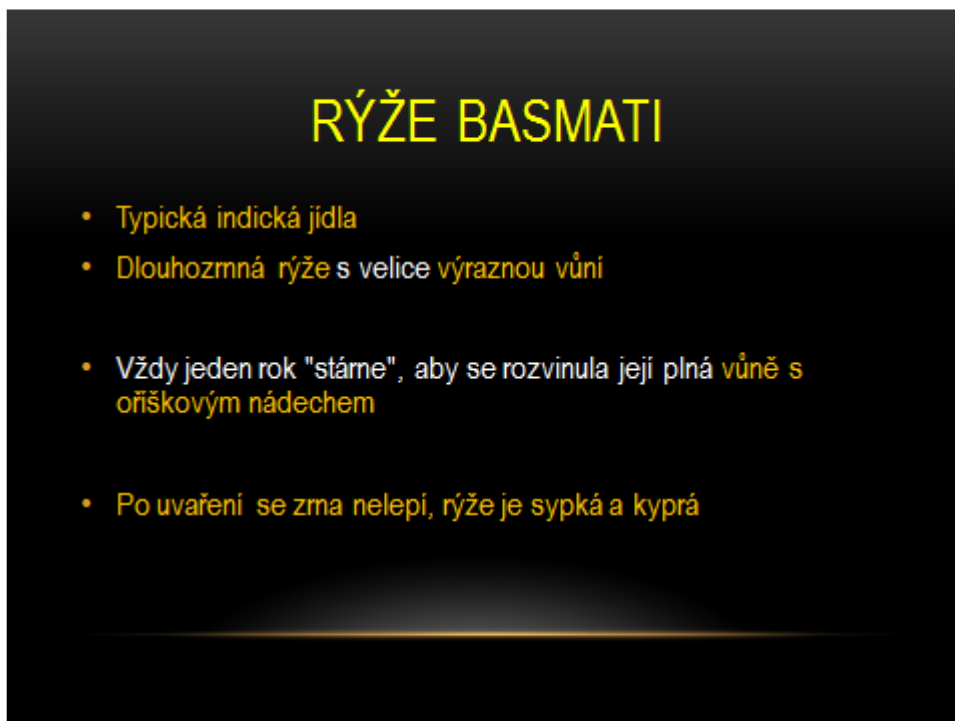 RÝŽE BASMATI
• Typická indická jídla
• Dlouhozrnná rýže s velice výraznou vůní
• Vždy jeden rok "stárne", aby se rozvinula její plná vůně s
oříškovým nádechem
• Po uvaření se zrna nelepí, rýže je sypká a kyprá